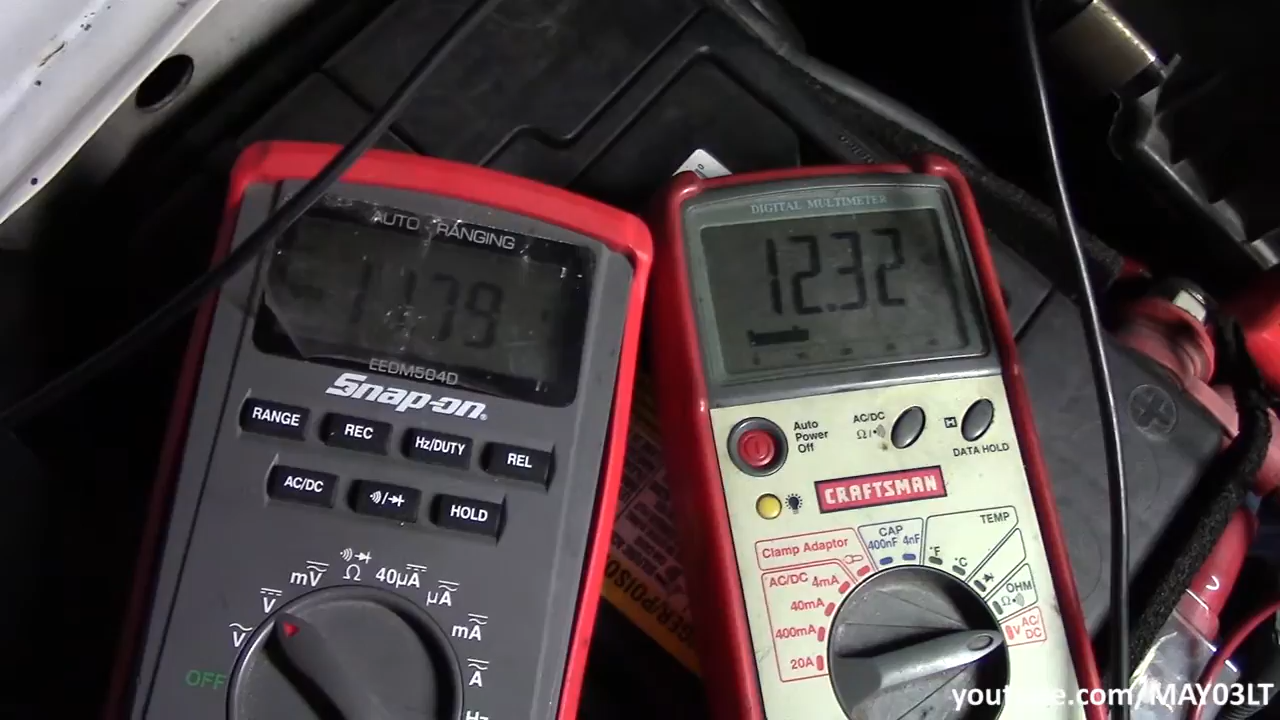 AUTO RANGING
EEDM504D
Snap-on®
RANGE
REC
Hz/DUTY
REL
AC/DC
HOLD
mV
Ω
40µA
µA
V
mA
V
A
OFF
Hz
DIGITAL MULTIMETER
12.32
Auto
Power
Off
AC/DC
Ω/
H
DATA HOLD
CRAFTSMAN
Clamp Adaptor
CAP
400nF 4nF
TEMP
°F
°C
AC/DC 4mA
40mA
400mA
20A
OHM
Ω
V AC/DC
youtube.com/MAY03LT